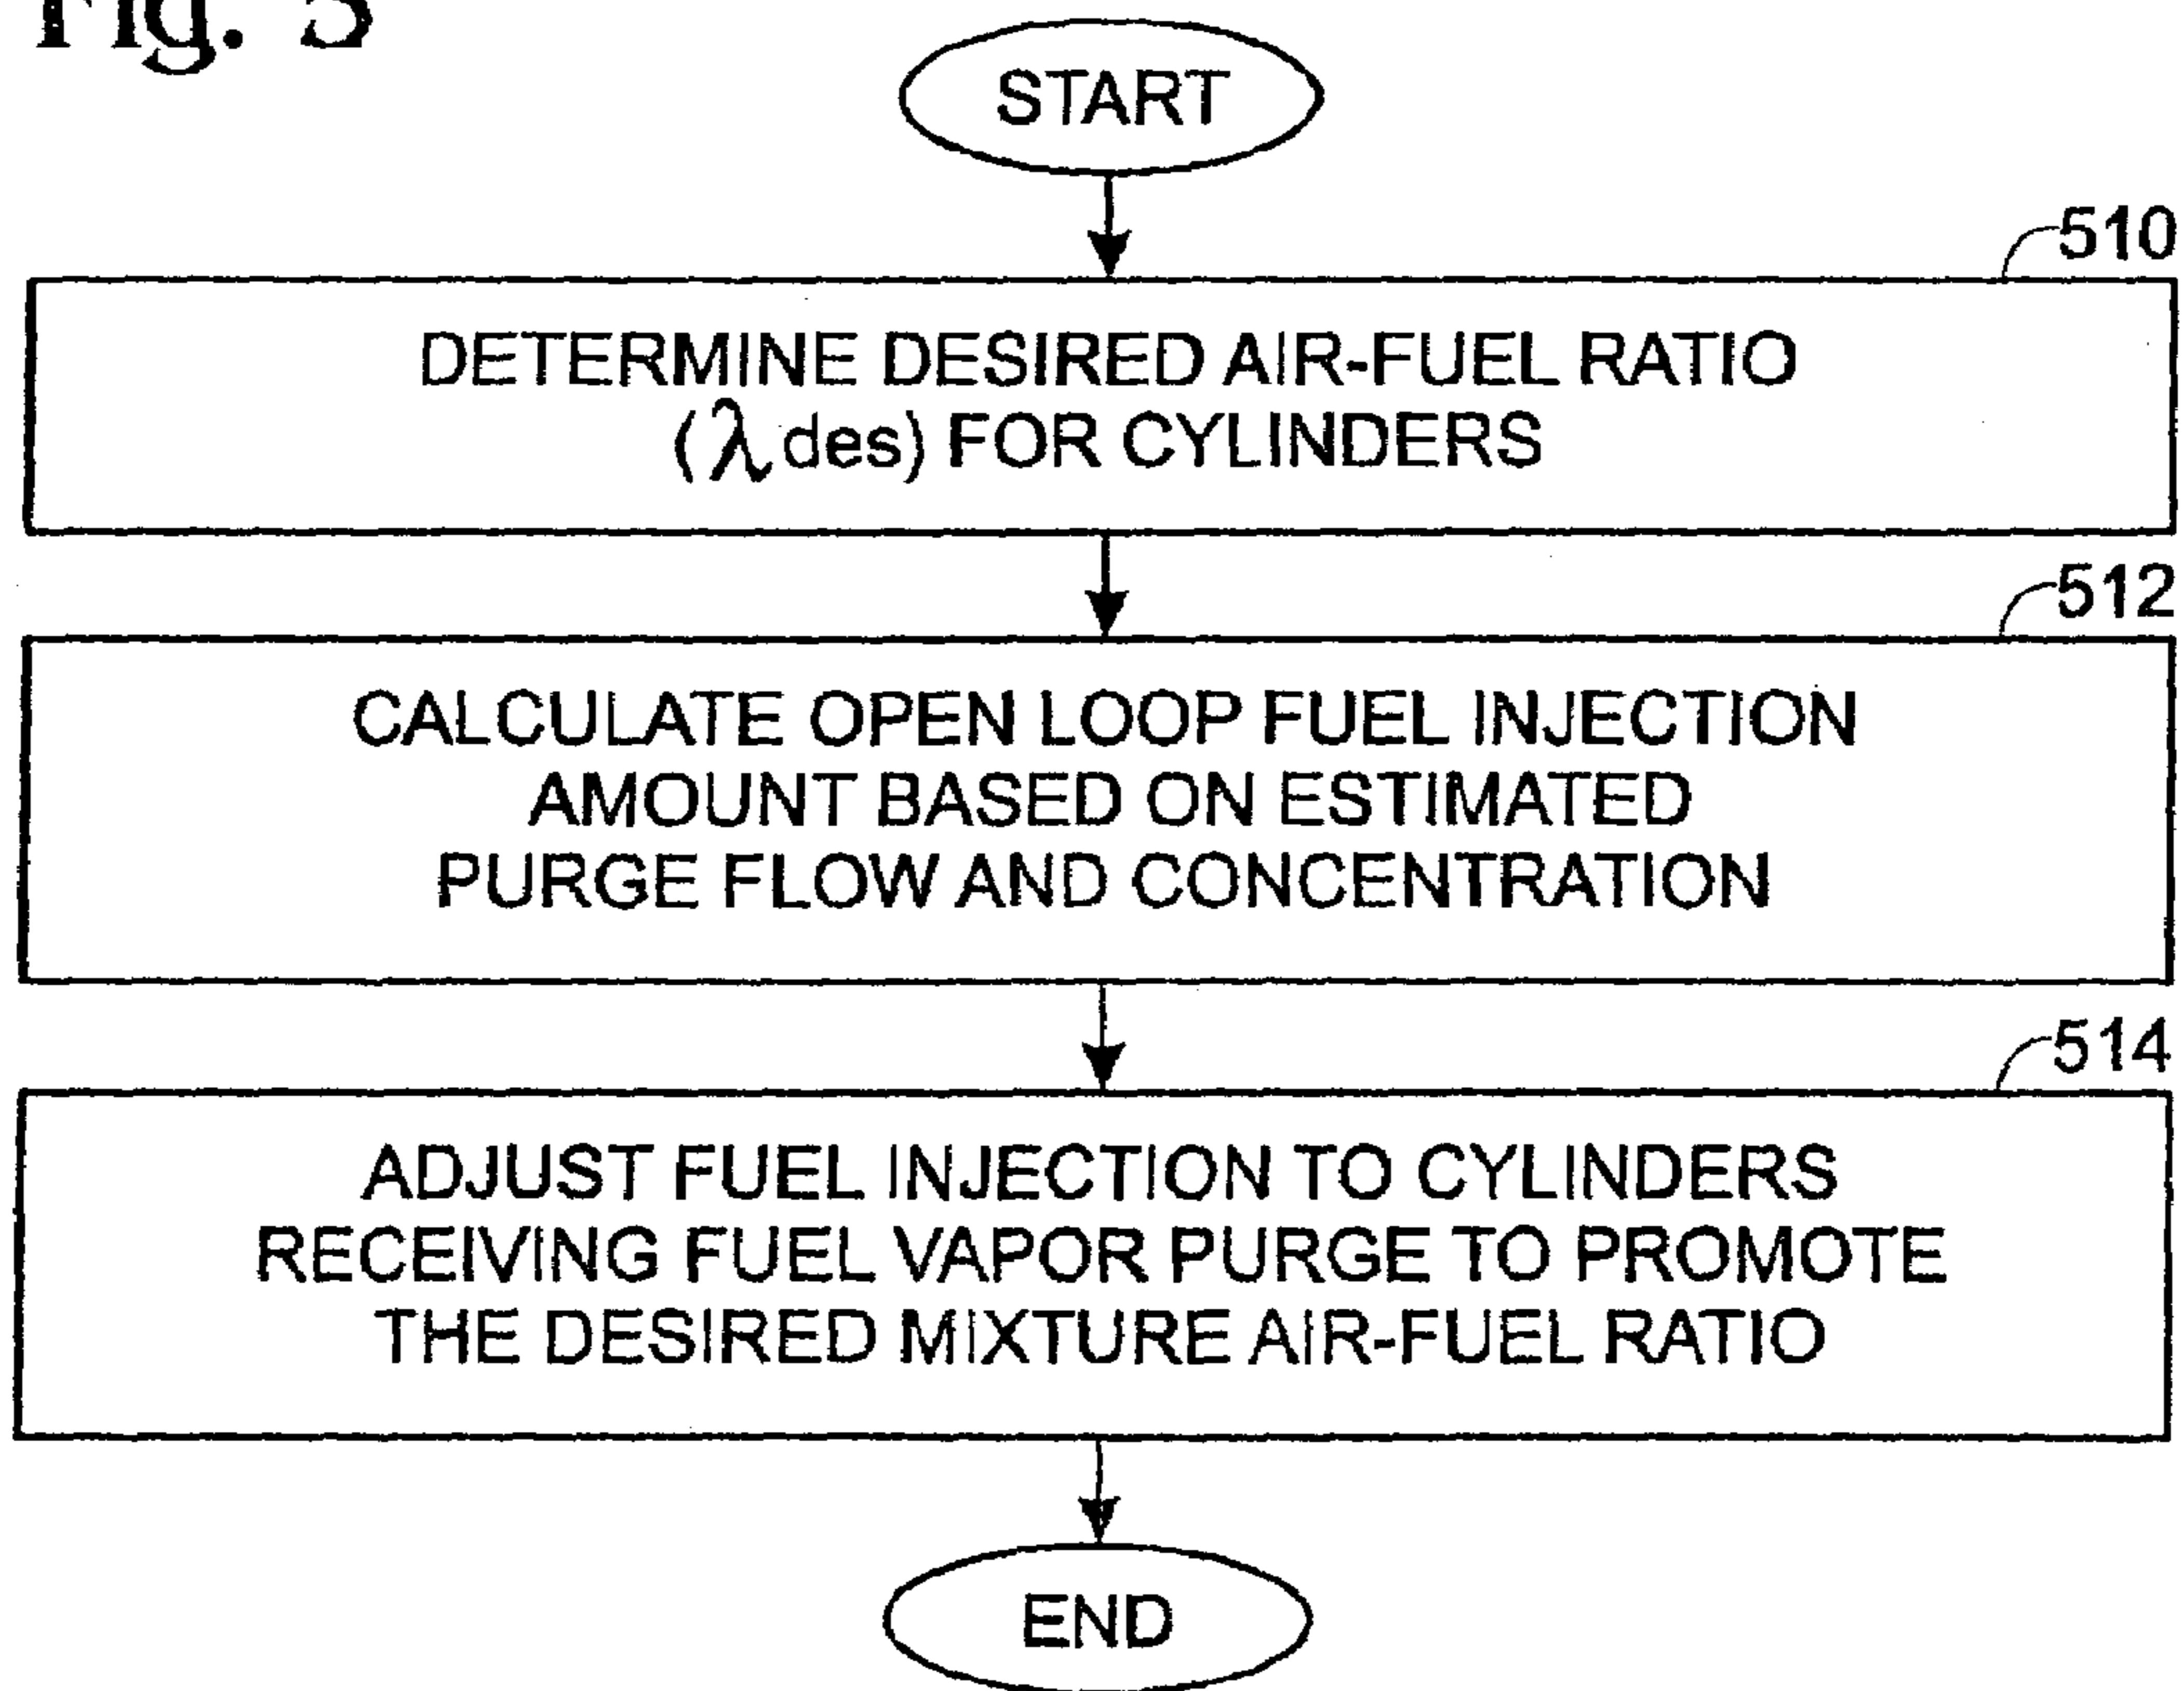 Fig. 5
START
510
DETERMINE DESIRED AIR-FUEL RATIO
(λ des) FOR CYLINDERS
512
CALCULATE OPEN LOOP FUEL INJECTION
AMOUNT BASED ON ESTIMATED
PURGE FLOW AND CONCENTRATION
514
ADJUST FUEL INJECTION TO CYLINDERS
RECEIVING FUEL VAPOR PURGE TO PROMOTE
THE DESIRED MIXTURE AIR-FUEL RATIO
END